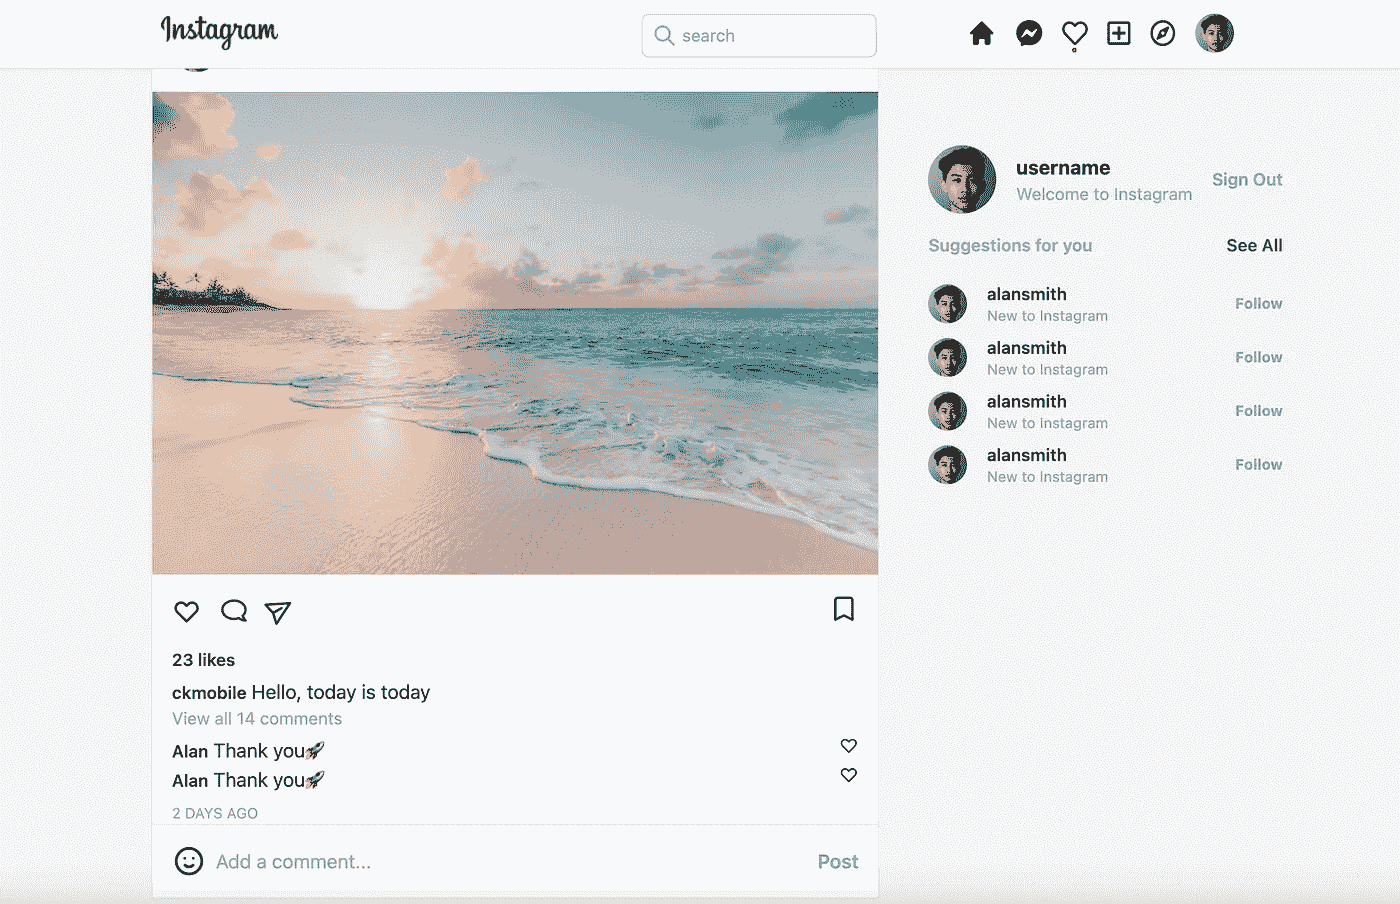 Instagram
search
username
Welcome to Instagram
Sign Out
Suggestions for you
See All
alansmith
New to Instagram
Follow
alansmith
New to Instagram
Follow
alansmith
New to Instagram
Follow
alansmith
New to Instagram
Follow
23 likes
ckmobile Hello, today is today
View all 14 comments
Alan Thank you🚀
Alan Thank you🚀
2 DAYS AGO
Add a comment...
Post